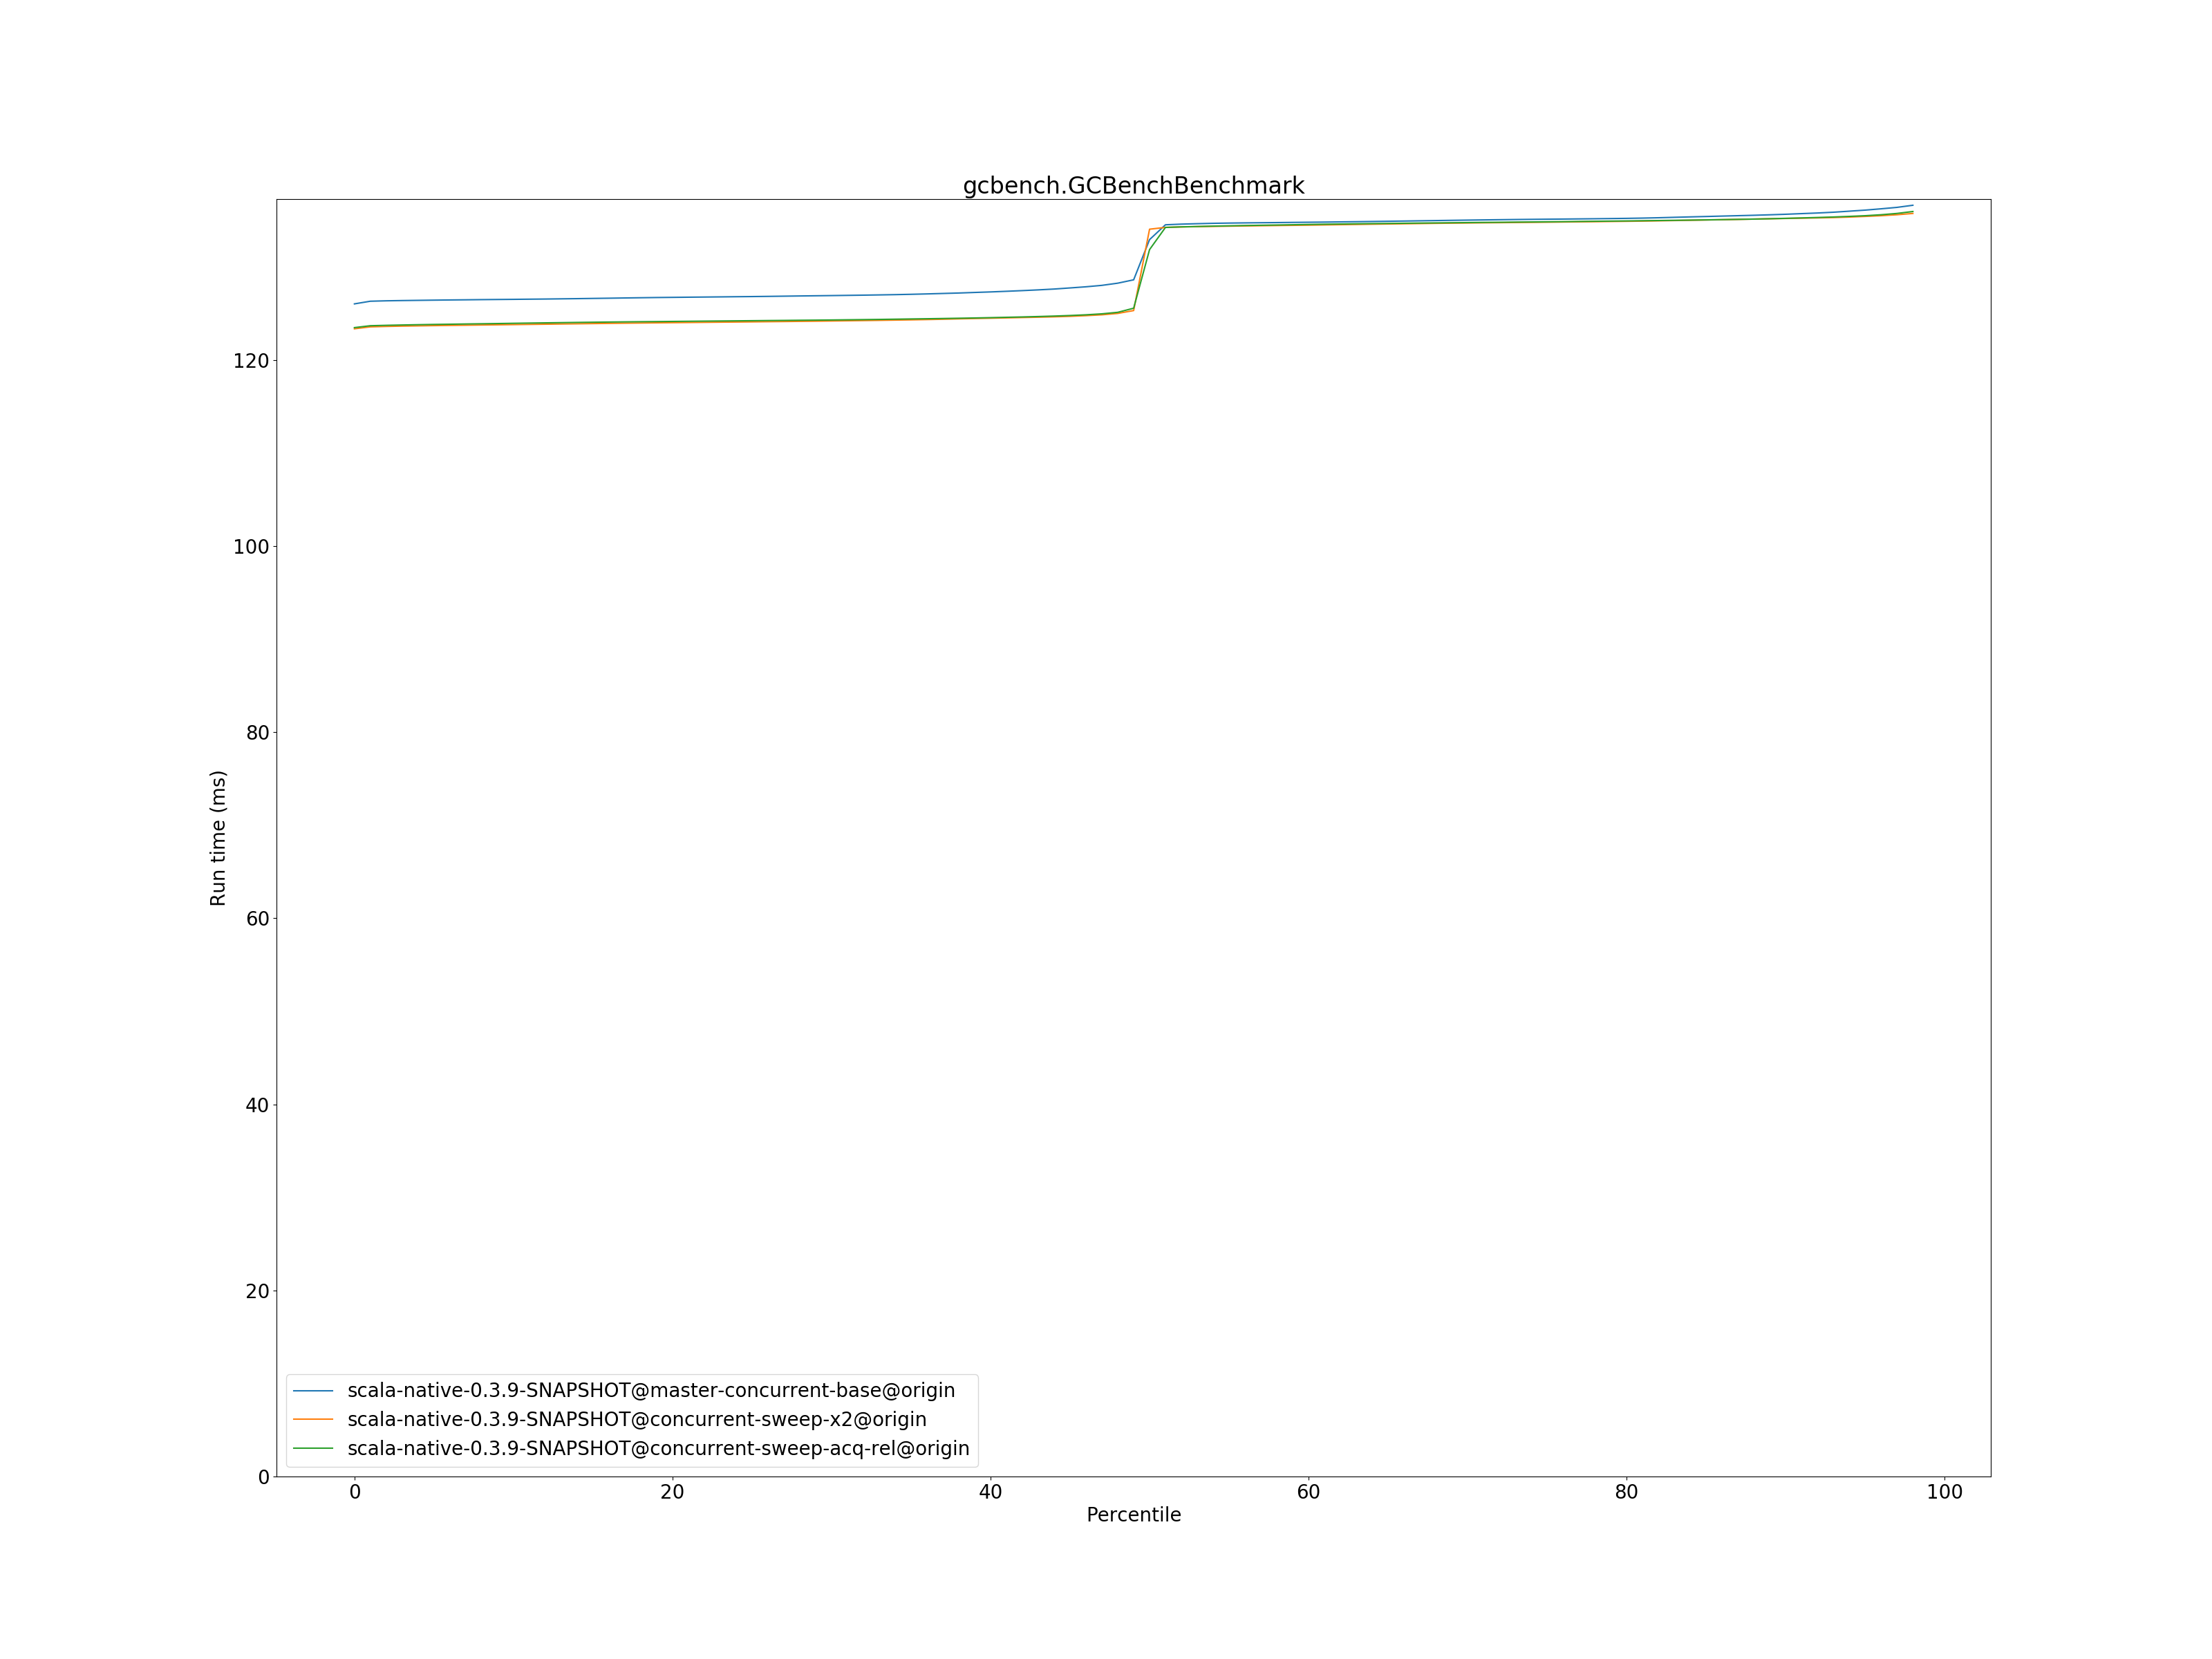 gcbench.GCBenchBenchmark
Run time (ms)
120
100
80
60
40
20
0
scala-native-0.3.9-SNAPSHOT@master-concurrent-base@origin
scala-native-0.3.9-SNAPSHOT@concurrent-sweep-x2@origin
scala-native-0.3.9-SNAPSHOT@concurrent-sweep-acq-rel@origin
0 20 40 60 80 100
Percentile